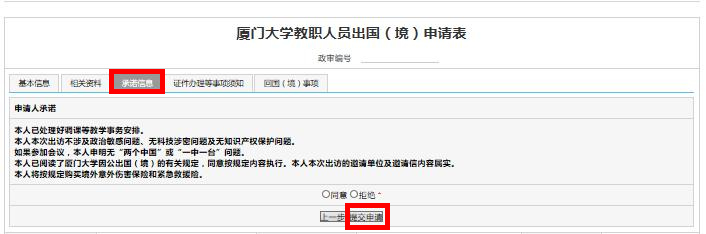 厦门大学教职人员出国（境）申请表
政审编号
基本信息 相关资料 承诺信息 证件办理等事项须知 回国（境）事项
申请人承诺
本人已处理好调课等教学事务安排。
本人本次出访不涉及政治敏感问题、无科技涉密问题及无知识产权保护问题。
如果参加会议，本人申明无“两个中国”或“一中一台”问题。
本人已阅读了厦门大学因公出国（境）的有关规定，同意按规定内容执行。本人本次出访的邀请单位及邀请信内容属实。
本人将按规定购买境外意外伤害保险和紧急救援险。
同意 拒绝 *
上一步 提交申请